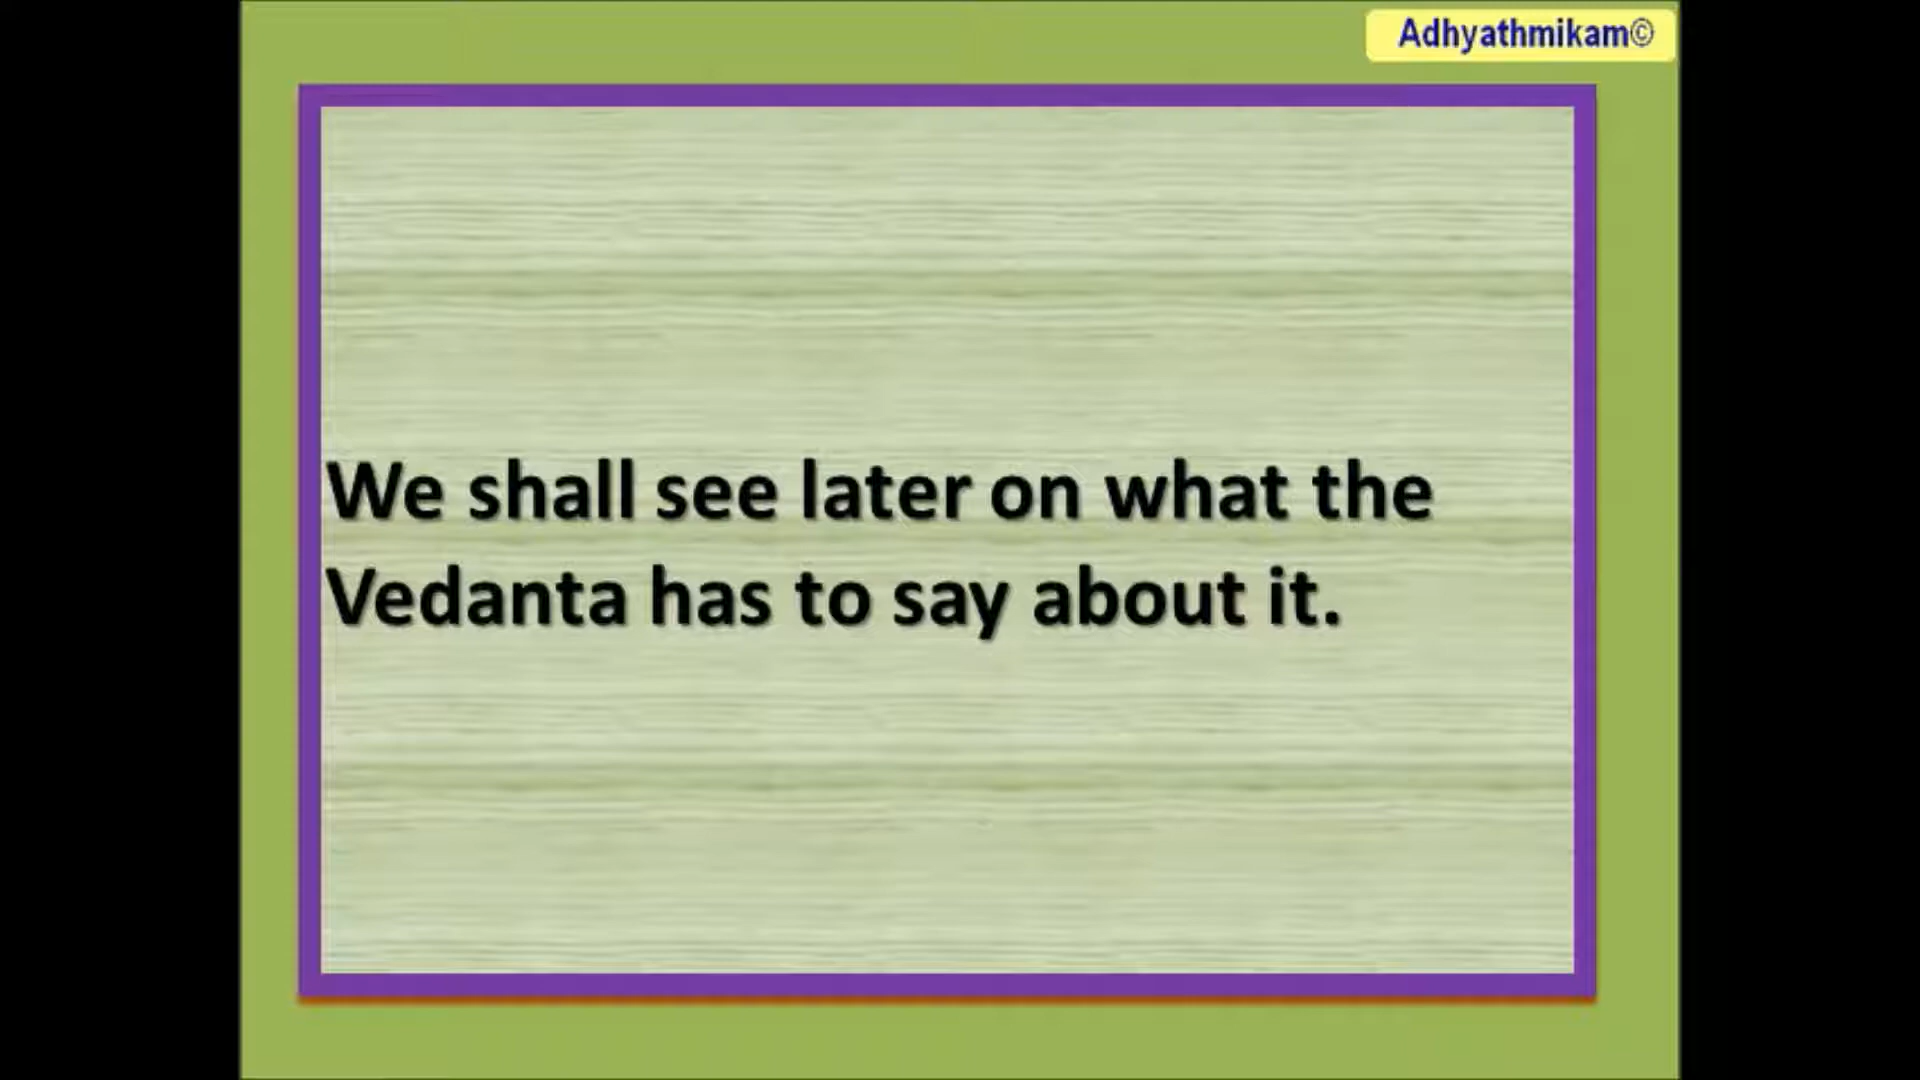 Adhyathmikam©
We shall see later on what the
Vedanta has to say about it.